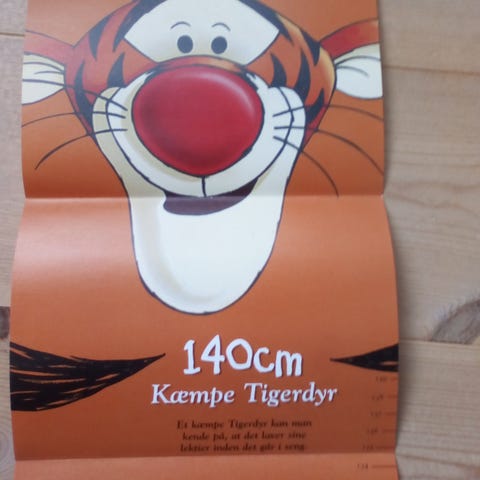 140cm
Kæmpe Tigerdyr
Et kæmpe Tigerdyr kan man
kende på, at det laver sine
lektier inden det går i seng.
134